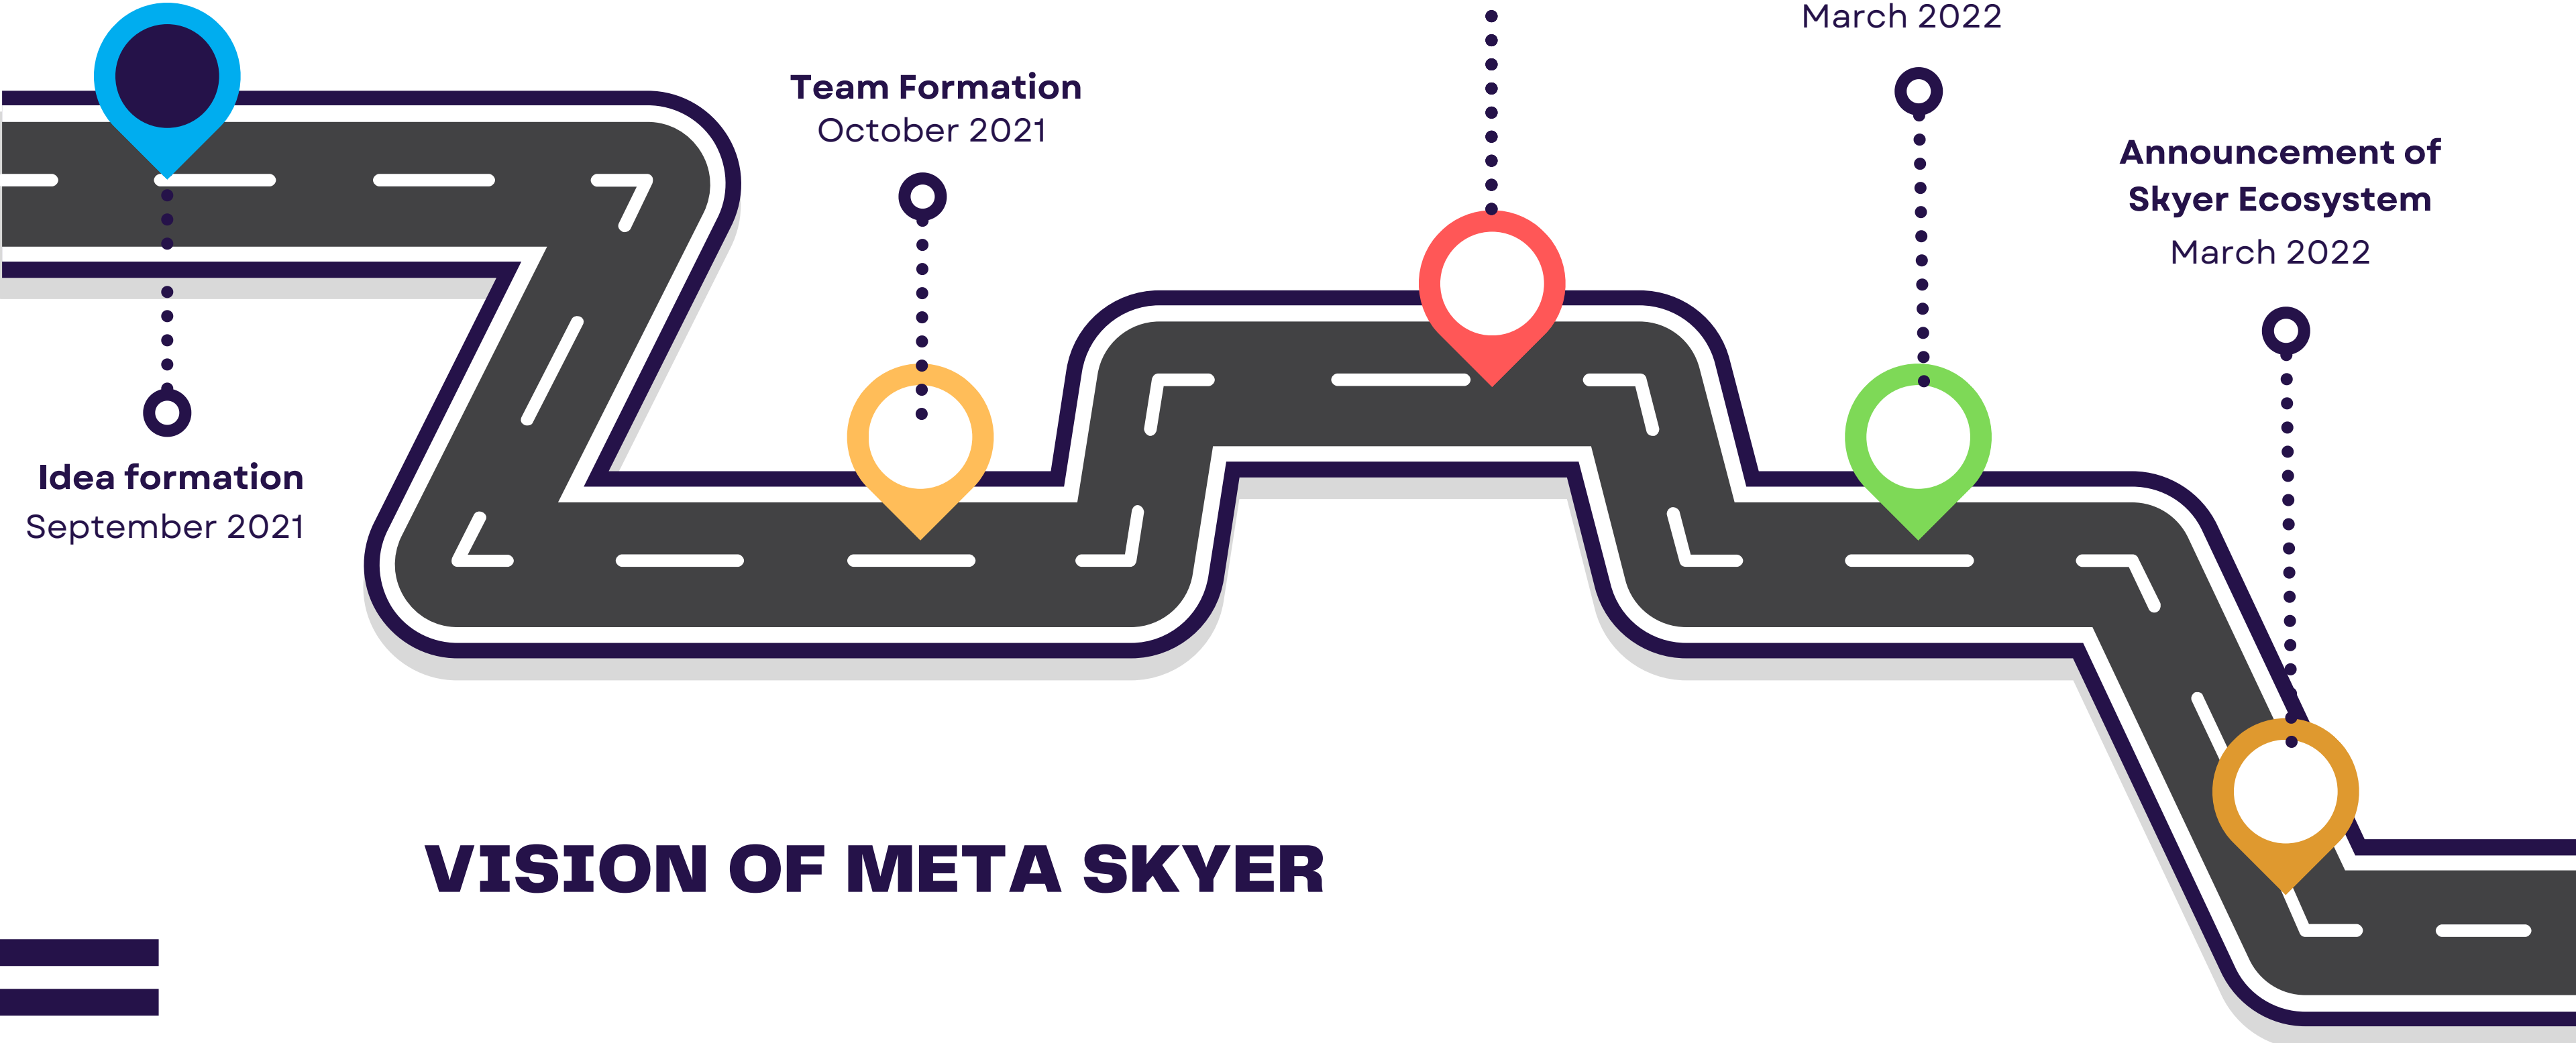 March 2022
Team Formation
October 2021
Announcement of
Skyer Ecosystem
March 2022
Idea formation
September 2021
VISION OF META SKYER